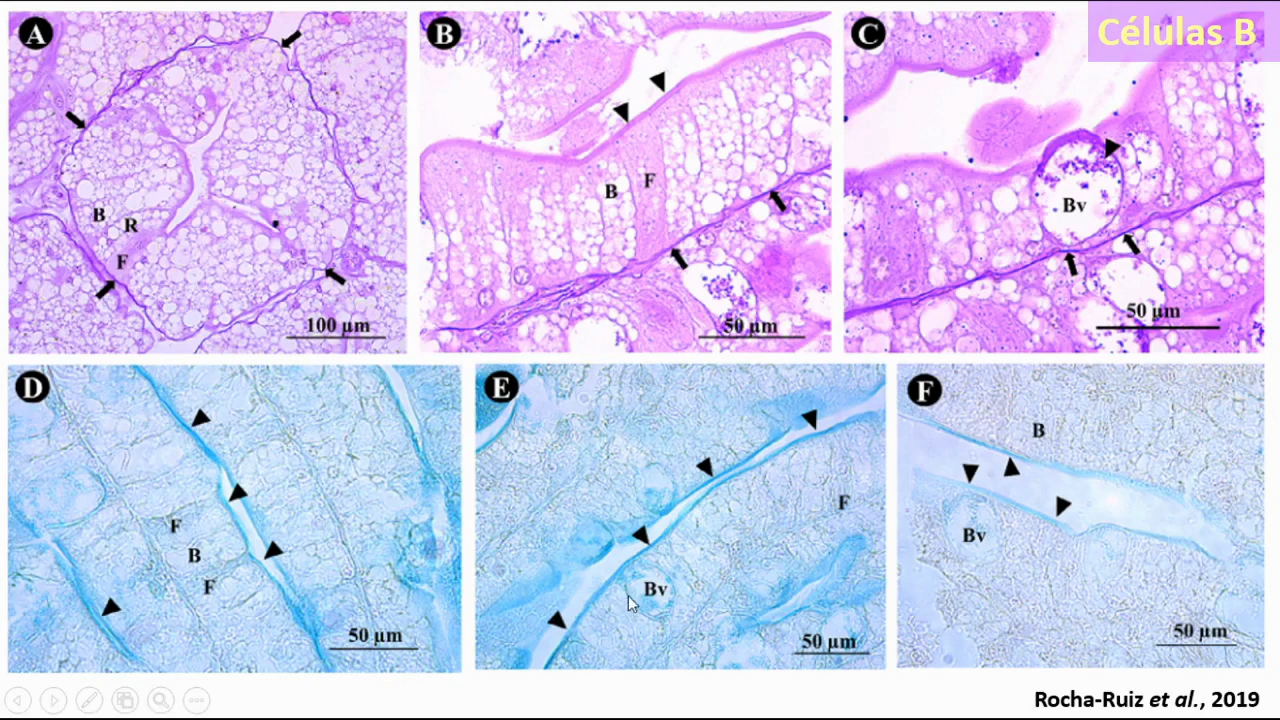 Células B
A
B
R
F
100 µm
B
B
F
50 µm
C
Bv
50 µm
D
F
B
F
50 µm
E
F
Bv
50 µm
F
B
Bv
50 µm
Rocha-Ruiz et al., 2019